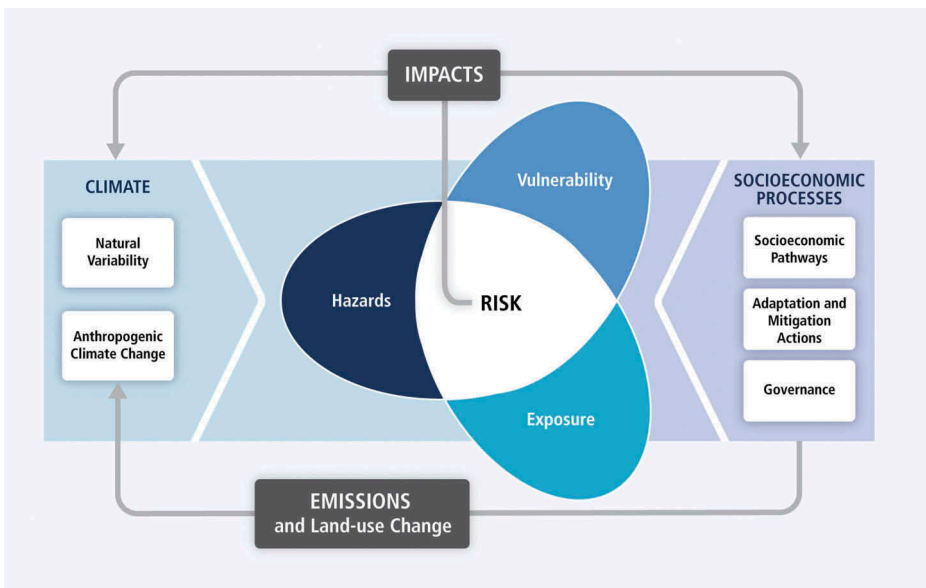 IMPACTS
CLIMATE
Natural
Variability
Anthropogenic
Climate Change
Vulnerability
Hazards
RISK
Exposure
SOCIOECONOMIC
PROCESSES
Socioeconomic
Pathways
Adaptation and
Mitigation
Actions
Governance
EMISSIONS
and Land-use Change